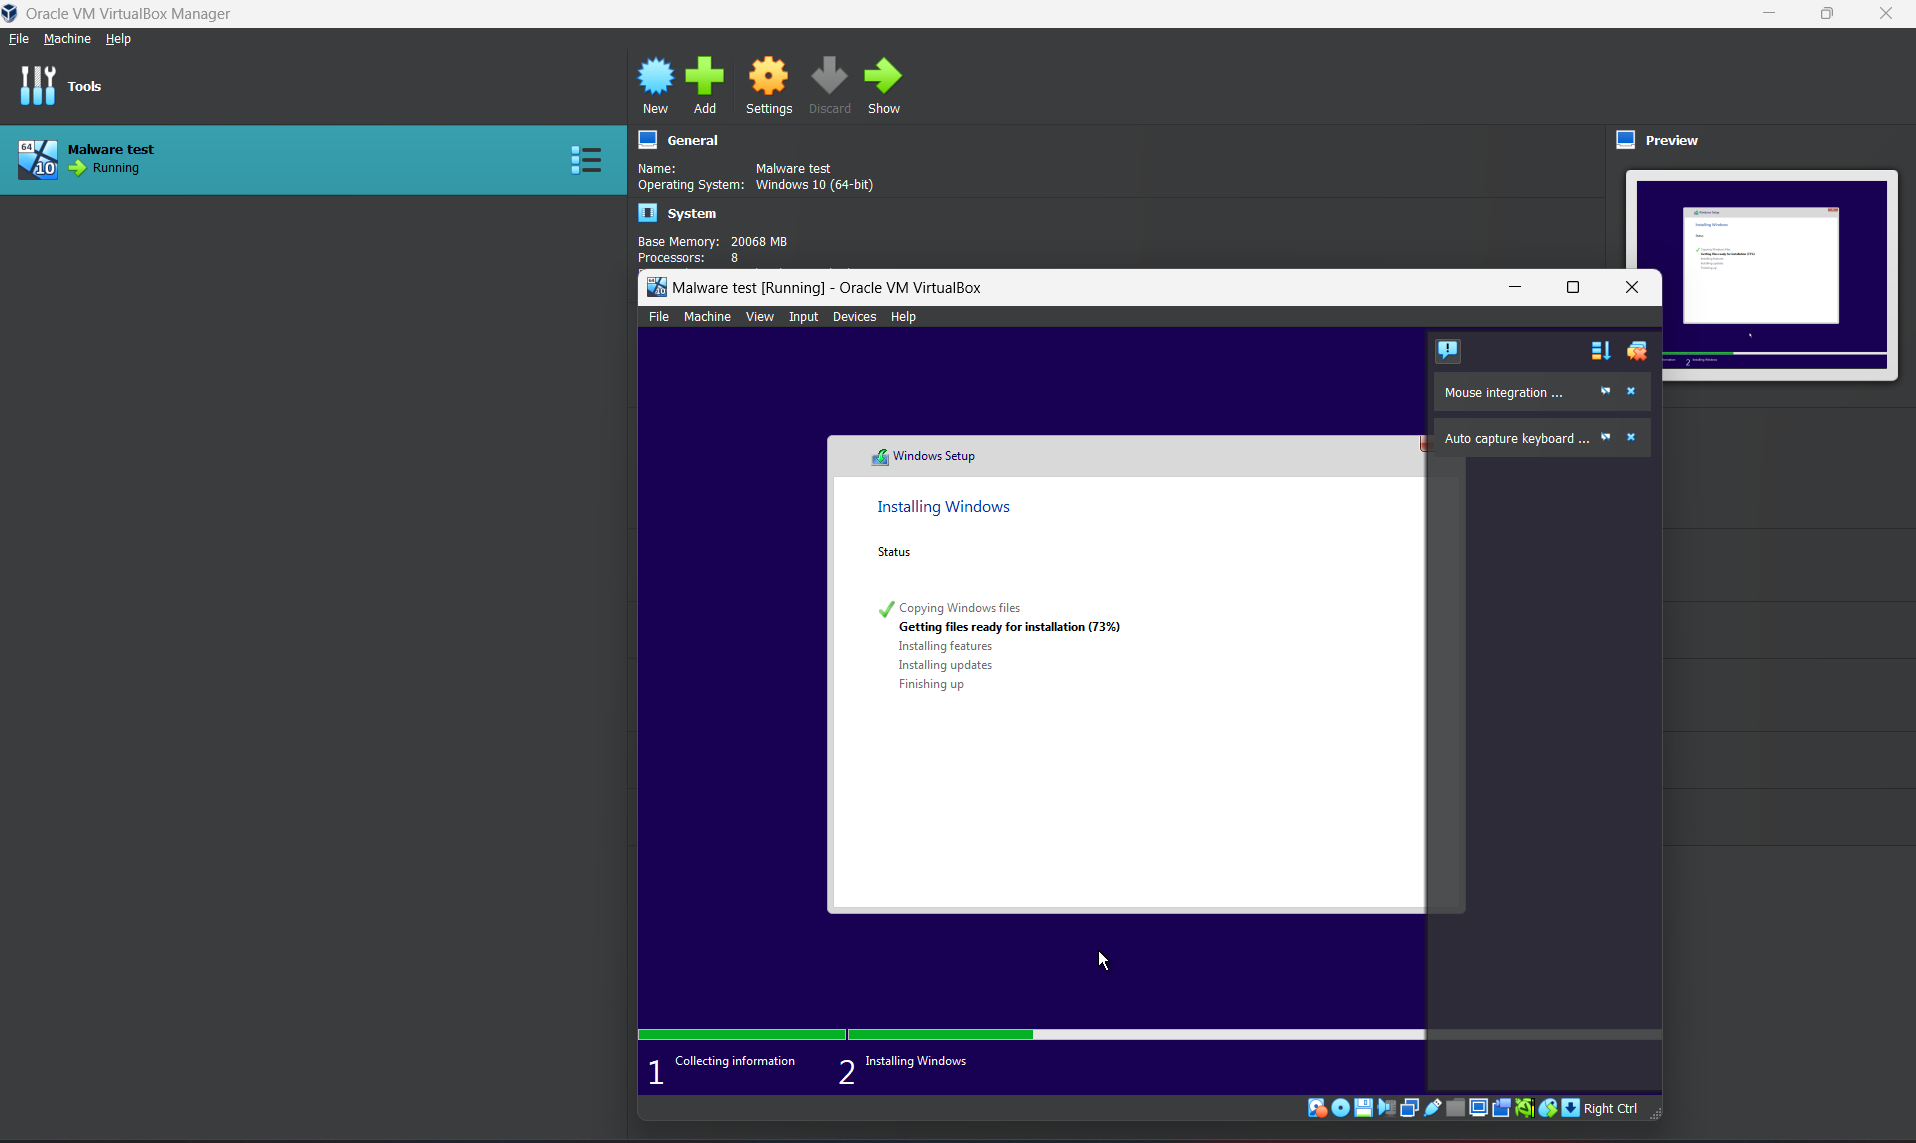 Oracle VM VirtualBox Manager
File Machine Help
Tools
New Add Settings Discard Show
64
10
Malware test
Running
General
Name: Malware test
Operating System: Windows 10 (64-bit)
System
Base Memory: 20068 MB
Processors: 8
Preview
Malware test [Running] - Oracle VM VirtualBox
File Machine View Input Devices Help
Mouse integration ...
Auto capture keyboard ...
Windows Setup
Installing Windows
Status
Copying Windows files
Getting files ready for installation (73%)
Installing features
Installing updates
Finishing up
1 Collecting information 2 Installing Windows
Right Ctrl